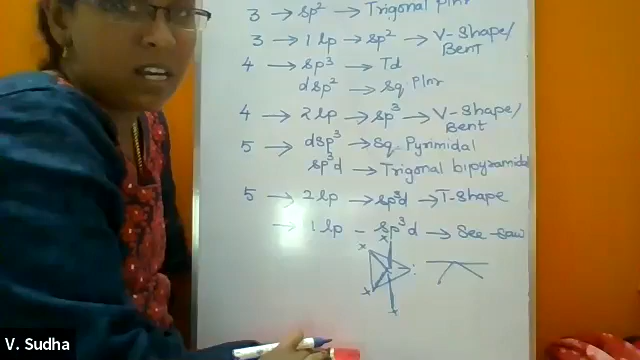 3 → sp² → Trigonal Plnr
3 → 1 lp → sp² → V-Shape/
Bent
4 → sp³ → Td
dsp² → Sq Plnr
4 → 2 lp → sp³ → V-Shape/
Bent
5 → dsp³ → Sq. Pyrimidal
sp³d → Trigonal bipyramidal
5 → 2 lp → sp³d → T-Shape
→ 1 lp - sp³d → See-Saw
x
x
x
x
V. Sudha